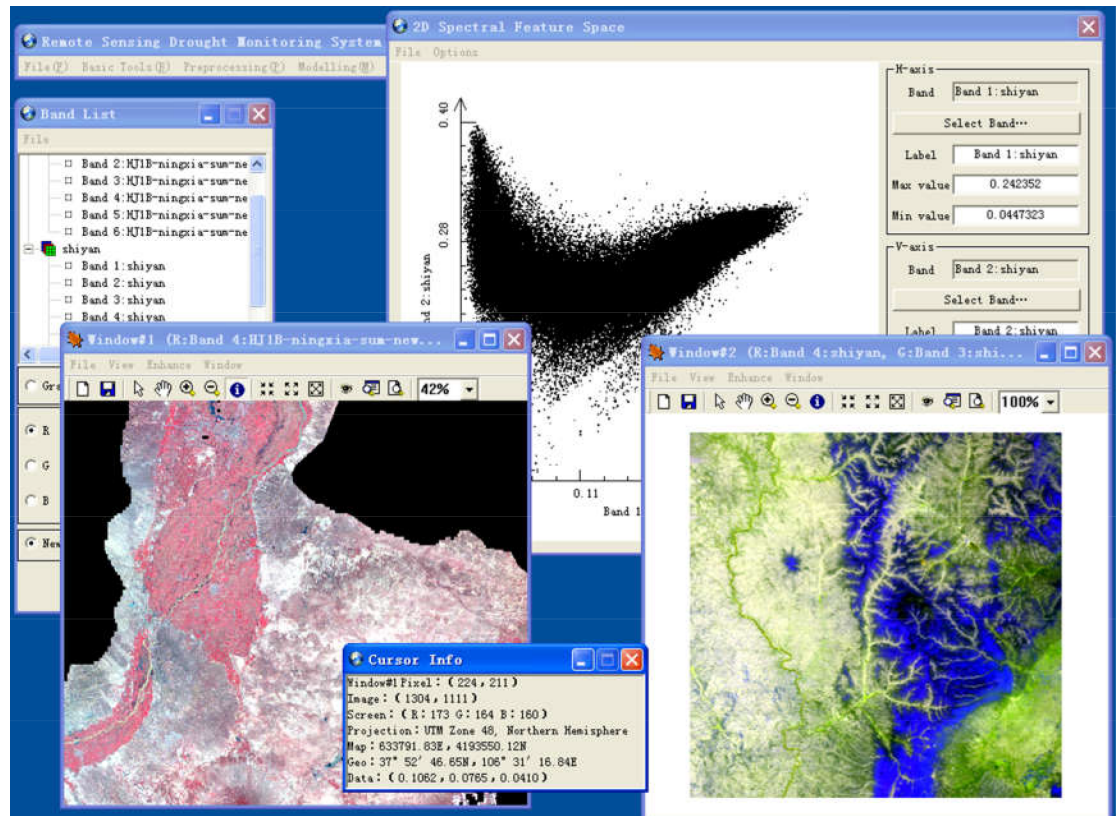 Remote Sensing Drought Monitoring System
File(F) Basic Tools(B) Preprocessing(P) Modelling(M)
2D Spectral Feature Space
File Options
0.40
0.28
Band 1
0.11
H-axis
Band Band 1:shiyan
Select Band…
Label Band 1:shiyan
Max value 0.242352
Min value 0.0447323
V-axis
Band Band 2:shiyan
Select Band…
Label Band 2:shiyan
Band List
File
Band 2:HJ1B-ningxia-sum-ne
Band 3:HJ1B-ningxia-sum-ne
Band 4:HJ1B-ningxia-sum-ne
Band 5:HJ1B-ningxia-sum-ne
Band 6:HJ1B-ningxia-sum-ne
shiyan
Band 1:shiyan
Band 2:shiyan
Band 3:shiyan
Band 4:shiyan
R
G
B
Window#1 (R:Band 4:HJ1B-ningxia-sum-new...
File View Enhance Window
42%
Window#2 (R:Band 4:shiyan, G:Band 3:shi...
File View Enhance Window
100%
Cursor Info
Window#1 Pixel: (224,211)
Image: (1304,1111)
Screen: (R:173 G:164 B:160)
Projection: UTM Zone 48, Northern Hemisphere
Map: 633791.83E, 4193550.12N
Geo: 37° 52′ 46.65N, 106° 31′ 16.84E
Data: (0.1062,0.0765,0.0410)